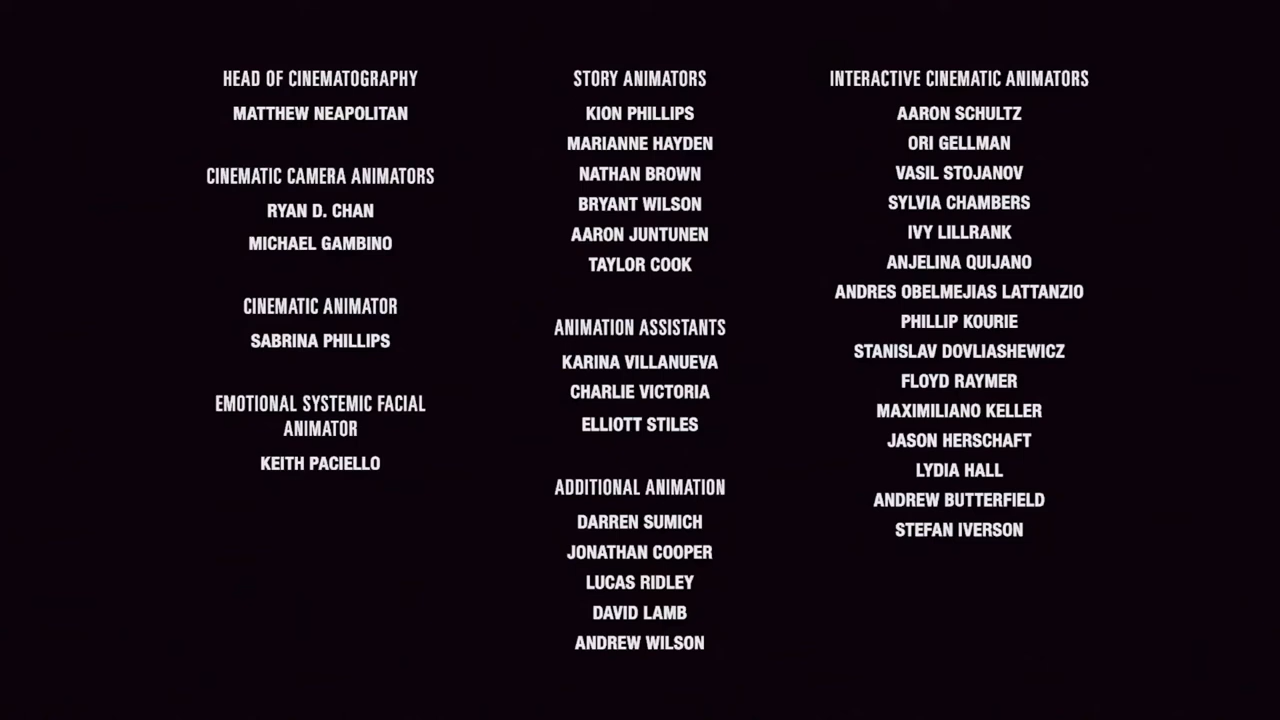 HEAD OF CINEMATOGRAPHY
MATTHEW NEAPOLITAN
CINEMATIC CAMERA ANIMATORS
RYAN D. CHAN
MICHAEL GAMBINO
CINEMATIC ANIMATOR
SABRINA PHILLIPS
EMOTIONAL SYSTEMIC FACIAL
ANIMATOR
KEITH PACIELLO
STORY ANIMATORS
KION PHILLIPS
MARIANNE HAYDEN
NATHAN BROWN
BRYANT WILSON
AARON JUNTUNEN
TAYLOR COOK
ANIMATION ASSISTANTS
KARINA VILLANUEVA
CHARLIE VICTORIA
ELLIOTT STILES
ADDITIONAL ANIMATION
DARREN SUMICH
JONATHAN COOPER
LUCAS RIDLEY
DAVID LAMB
ANDREW WILSON
INTERACTIVE CINEMATIC ANIMATORS
AARON SCHULTZ
ORI GELLMAN
VASIL STOJANOV
SYLVIA CHAMBERS
IVY LILLRANK
ANJELINA QUIJANO
ANDRES OBELMEJIAS LATTANZIO
PHILLIP KOURIE
STANISLAV DOVLIASHEWICZ
FLOYD RAYMER
MAXIMILIANO KELLER
JASON HERSCHAFT
LYDIA HALL
ANDREW BUTTERFIELD
STEFAN IVERSON